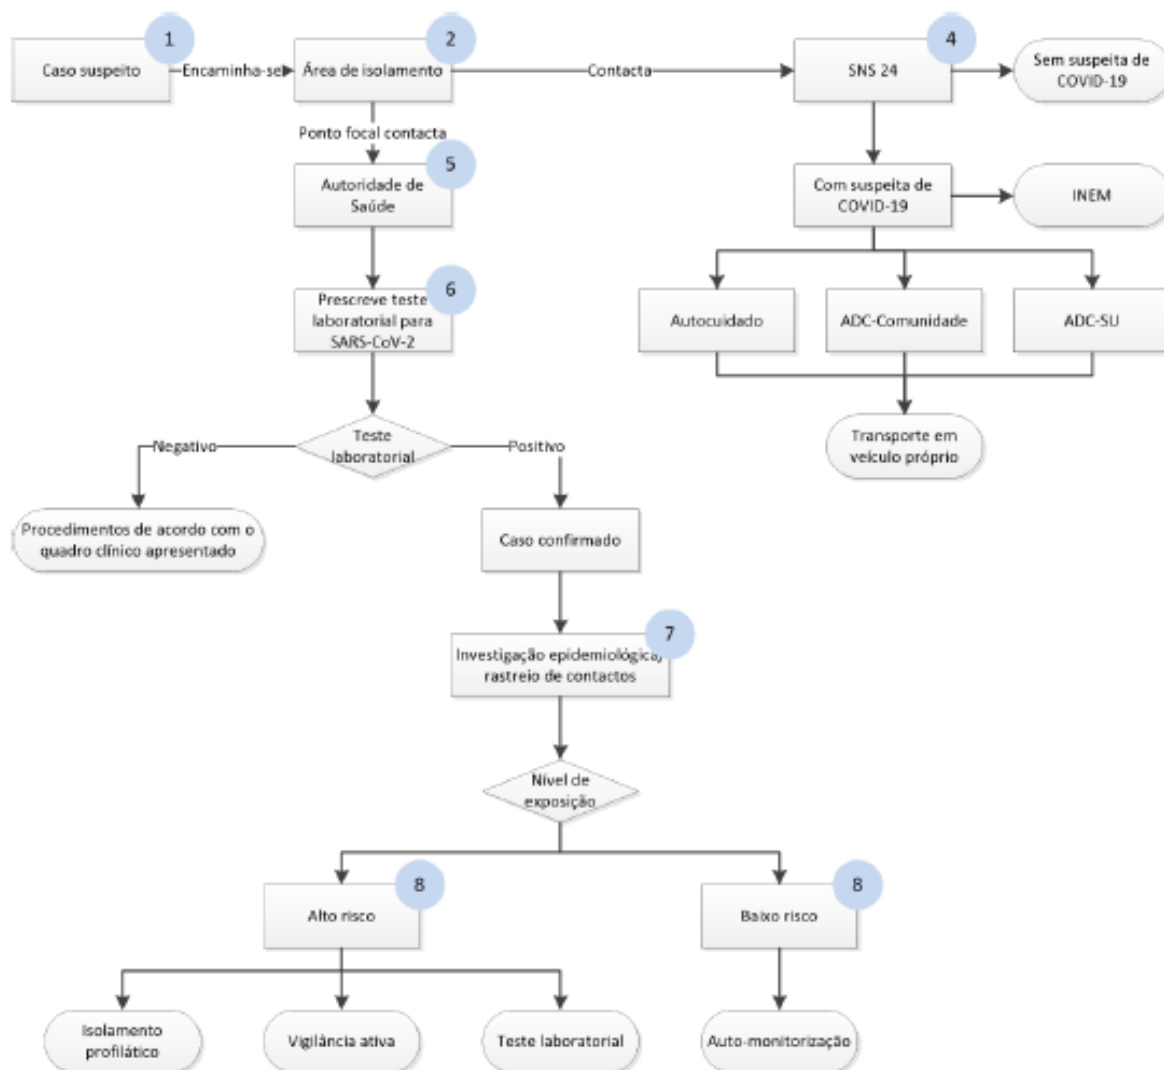 1
2
4
Caso suspeito
Encaminha-se
Área de isolamento
Contacta
SNS 24
Sem suspeita de
COVID-19
Ponto focal contacta
5
Autoridade de
Saúde
Com suspeita de
COVID-19
INEM
6
Prescreve teste
laboratorial para
SARS-CoV-2
Autocuidado
ADC-Comunidade
ADC-SU
Negativo
Teste
laboratorial
Positivo
Transporte em
veículo próprio
Procedimentos de acordo com o
quadro clínico apresentado
Caso confirmado
7
Investigação epidemiológica/
rastreio de contactos
Nível de
exposição
8
8
Alto risco
Baixo risco
Isolamento
profilático
Vigilância ativa
Teste laboratorial
Auto-monitorização